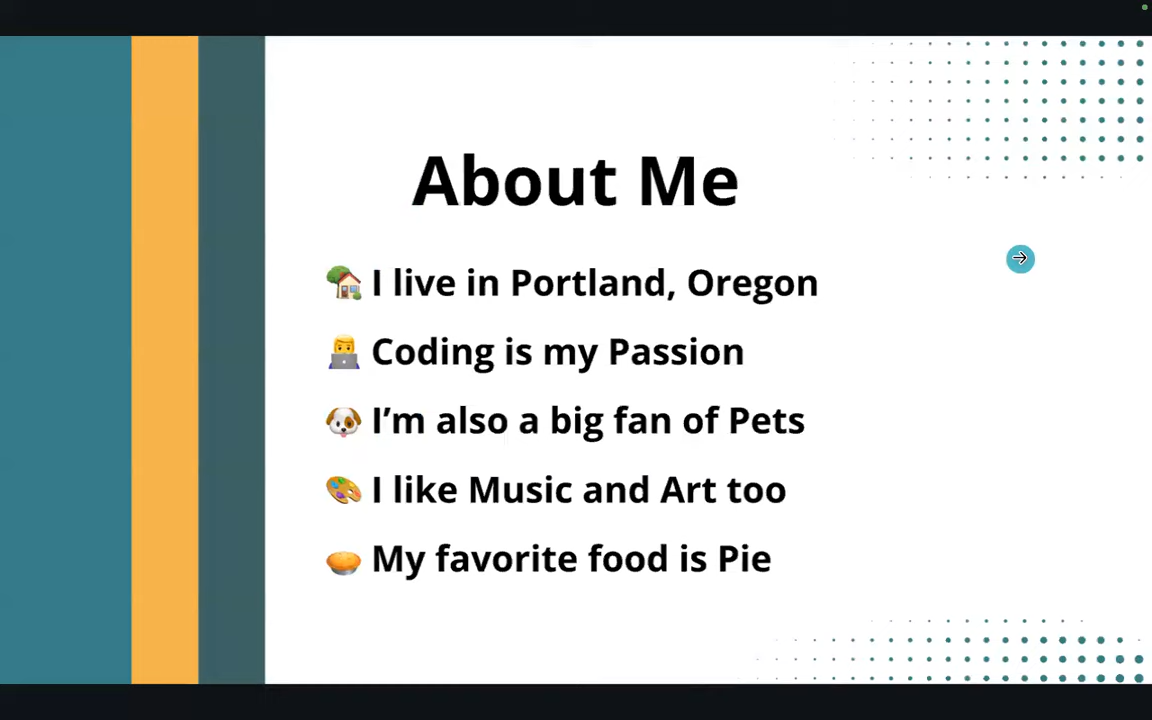 About Me
I live in Portland, Oregon
Coding is my Passion
I’m also a big fan of Pets
I like Music and Art too
My favorite food is Pie